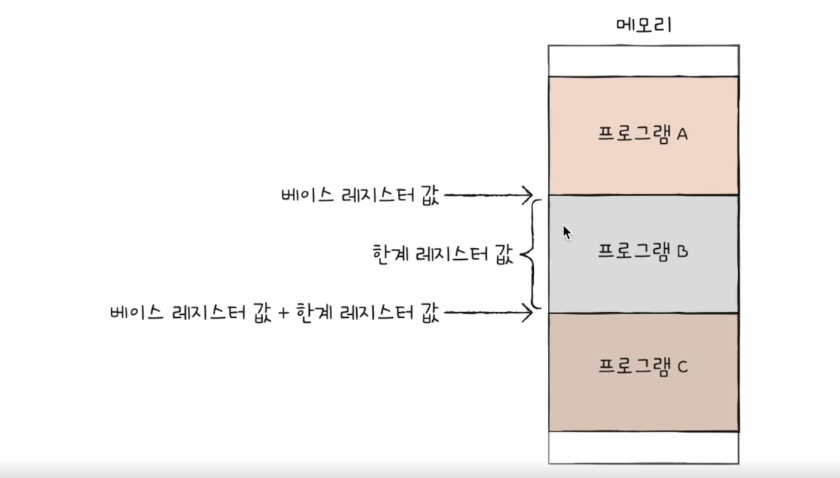 메모리
프로그램 A
베이스 레지스터 값
한계 레지스터 값
프로그램 B
베이스 레지스터 값 + 한계 레지스터 값
프로그램 C